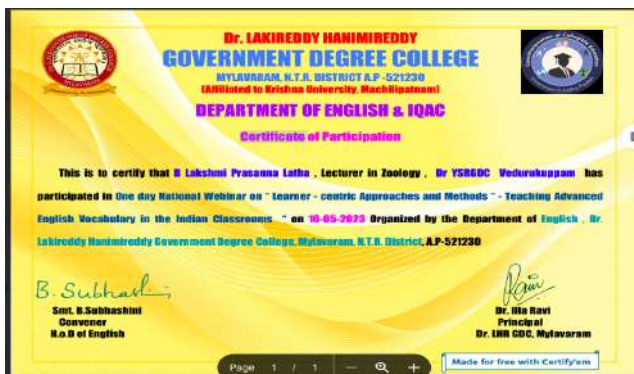 Dr. LAKIREDDY HANIMIREDDY
GOVERNMENT DEGREE COLLEGE
MYLAVARAM, N.T.R. DISTRICT A.P -521230
(Affiliated to Krishna University, Machilipatnam)
DEPARTMENT OF ENGLISH & IQAC
Certificate of Participation
This is to certify that B Lakshmi Prasanna Latha , Lecturer in Zoology , Dr YSRGDC Vedurukuppam has
participated in One day National Webinar on " Learner - centric Approaches and Methods " - Teaching Advanced
English Vocabulary in the Indian Classrooms " on 10-05-2023 Organized by the Department of English , Dr.
Lakireddy Hanimireddy Government Degree College, Mylavaram, N.T.R. District, A.P-521230
B. Subhashini
Smt. B.Subbashini
Convener
H.o.D of English
Ravi
Dr. Illa Ravi
Principal
Dr. LHR GDC, Mylavaram
Page 1 / 1
Made for free with Certify'em